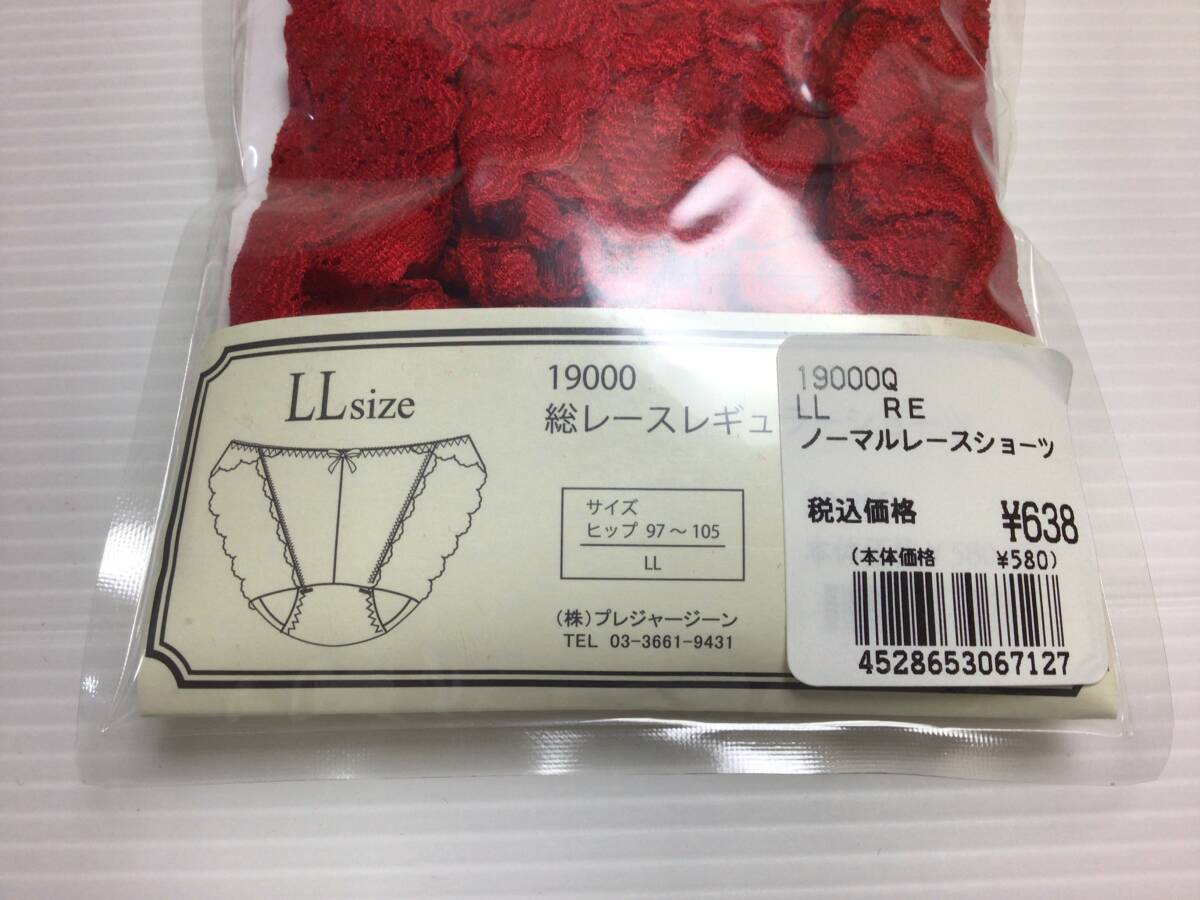 LL size
19000
総レースレギュ
サイズ
ヒップ 97～105
LL
(株)プレジャージーン
TEL 03-3661-9431
19000Q
LL RE
ノーマルレースショーツ
税込価格 ¥638
(本体価格 ¥580)
4528653067127